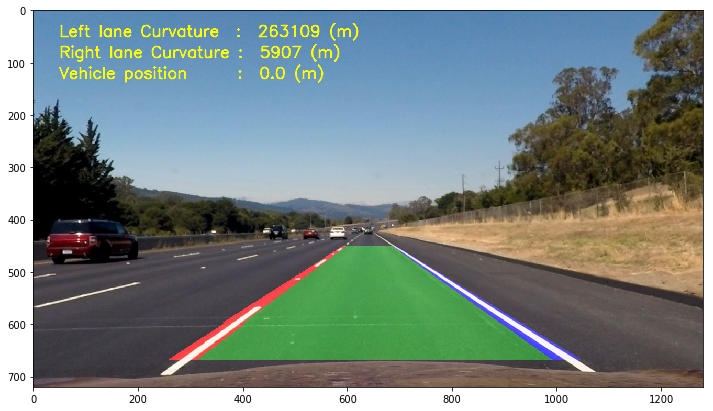 Left lane Curvature : 263109 (m)
Right lane Curvature : 5907 (m)
Vehicle position : 0.0 (m)
0
100
200
300
400
500
600
700
0 200 400 600 800 1000 1200